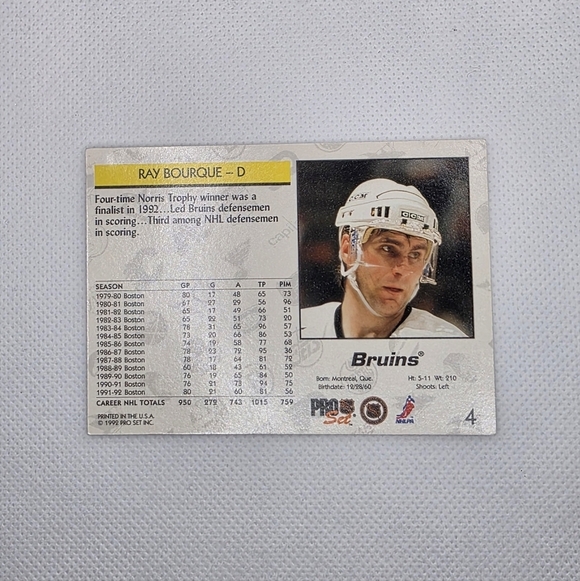 RAY BOURQUE – D
Four-time Norris Trophy winner was a
finalist in 1992...Led Bruins defensemen
in scoring...Third among NHL defensemen
in scoring.
SEASON GP G A TP PIM
1979-80 Boston 80 17 48 65 73
1980-81 Boston 67 27 29 56 96
1981-82 Boston 65 17 49 66 51
1982-83 Boston 65 22 51 73 20
1983-84 Boston 78 31 65 96 57
1984-85 Boston 73 20 66 86 53
1985-86 Boston 74 19 58 77 68
1986-87 Boston 78 23 72 95 36
1987-88 Boston 78 17 64 81 72
1988-89 Boston 60 18 43 61 52
1989-90 Boston 76 19 65 84 50
1990-91 Boston 76 21 73 94 75
1991-92 Boston 80 21 60 81 56
CAREER NHL TOTALS 950 272 743 1015 759
PRINTED IN THE U.S.A.
© 1992 PRO SET INC.
CCM
11
CCM
Bruins®
Born: Montreal, Que. Ht: 5-11 Wt: 210
Birthdate: 12/28/60 Shoots: Left
PRO Set
NHLPA
4